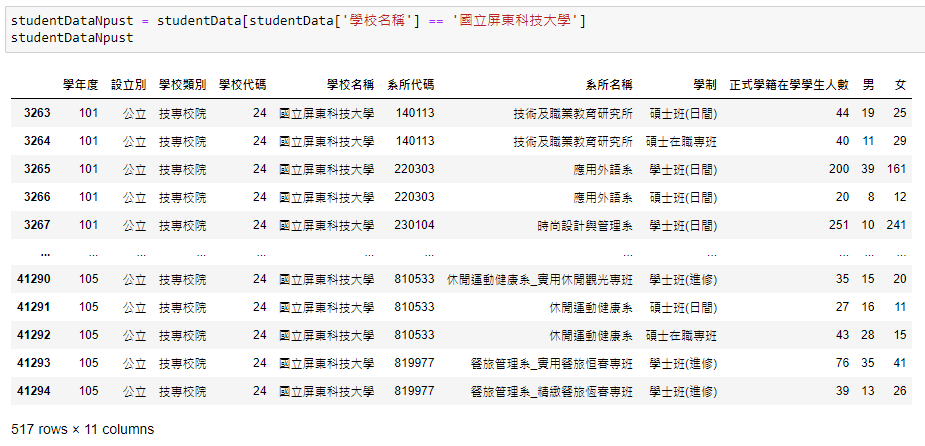 studentDataNpust = studentData[studentData['學校名稱'] == '國立屏東科技大學']
studentDataNpust
學年度 設立別 學校類別 學校代碼 學校名稱 系所代碼 系所名稱 學制 正式學籍在學學生人數 男 女
3263 101 公立 技專校院 24 國立屏東科技大學 140113 技術及職業教育研究所 碩士班(日間) 44 19 25
3264 101 公立 技專校院 24 國立屏東科技大學 140113 技術及職業教育研究所 碩士在職專班 40 11 29
3265 101 公立 技專校院 24 國立屏東科技大學 220303 應用外語系 學士班(日間) 200 39 161
3266 101 公立 技專校院 24 國立屏東科技大學 220303 應用外語系 碩士班(日間) 20 8 12
3267 101 公立 技專校院 24 國立屏東科技大學 230104 時尚設計與管理系 學士班(日間) 251 10 241
... ... ... ... ... ... ... ... ... ... ... ...
41290 105 公立 技專校院 24 國立屏東科技大學 810533 休閒運動健康系_實用休閒觀光專班 學士班(進修) 35 15 20
41291 105 公立 技專校院 24 國立屏東科技大學 810533 休閒運動健康系 碩士班(日間) 27 16 11
41292 105 公立 技專校院 24 國立屏東科技大學 810533 休閒運動健康系 碩士在職專班 43 28 15
41293 105 公立 技專校院 24 國立屏東科技大學 819977 餐旅管理系_實用餐旅恆春專班 學士班(進修) 76 35 41
41294 105 公立 技專校院 24 國立屏東科技大學 819977 餐旅管理系_精緻餐旅恆春專班 學士班(進修) 39 13 26
517 rows × 11 columns